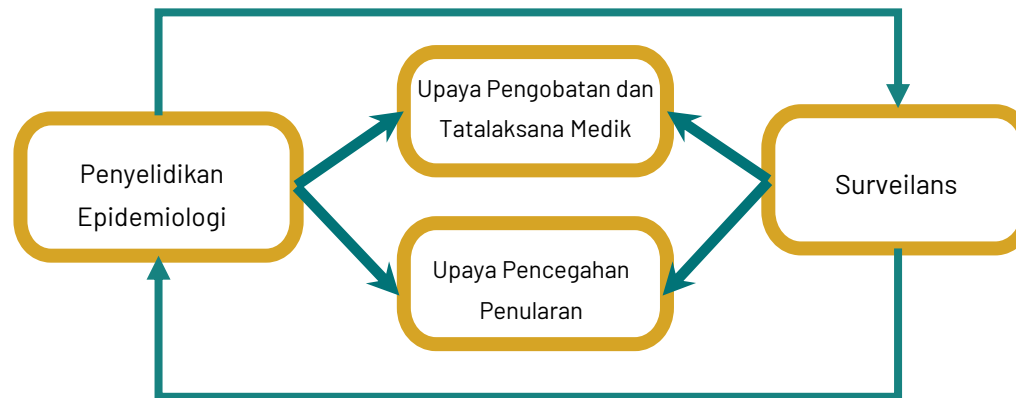 Upaya Pengobatan dan
Tatalaksana Medik
Penyelidikan
Epidemiologi
Surveilans
Upaya Pencegahan
Penularan